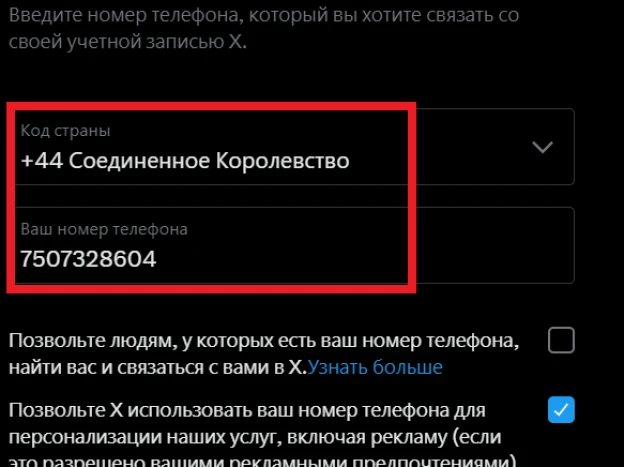 Введите номер телефона, который вы хотите связать со
своей учетной записью X.
Код страны
+44 Соединенное Королевство
Ваш номер телефона
7507328604
Позвольте людям, у которых есть ваш номер телефона,
найти вас и связаться с вами в X.Узнать больше
Позвольте X использовать ваш номер телефона для
персонализации наших услуг, включая рекламу (если
это разрешено вашими рекламными предпочтениями)